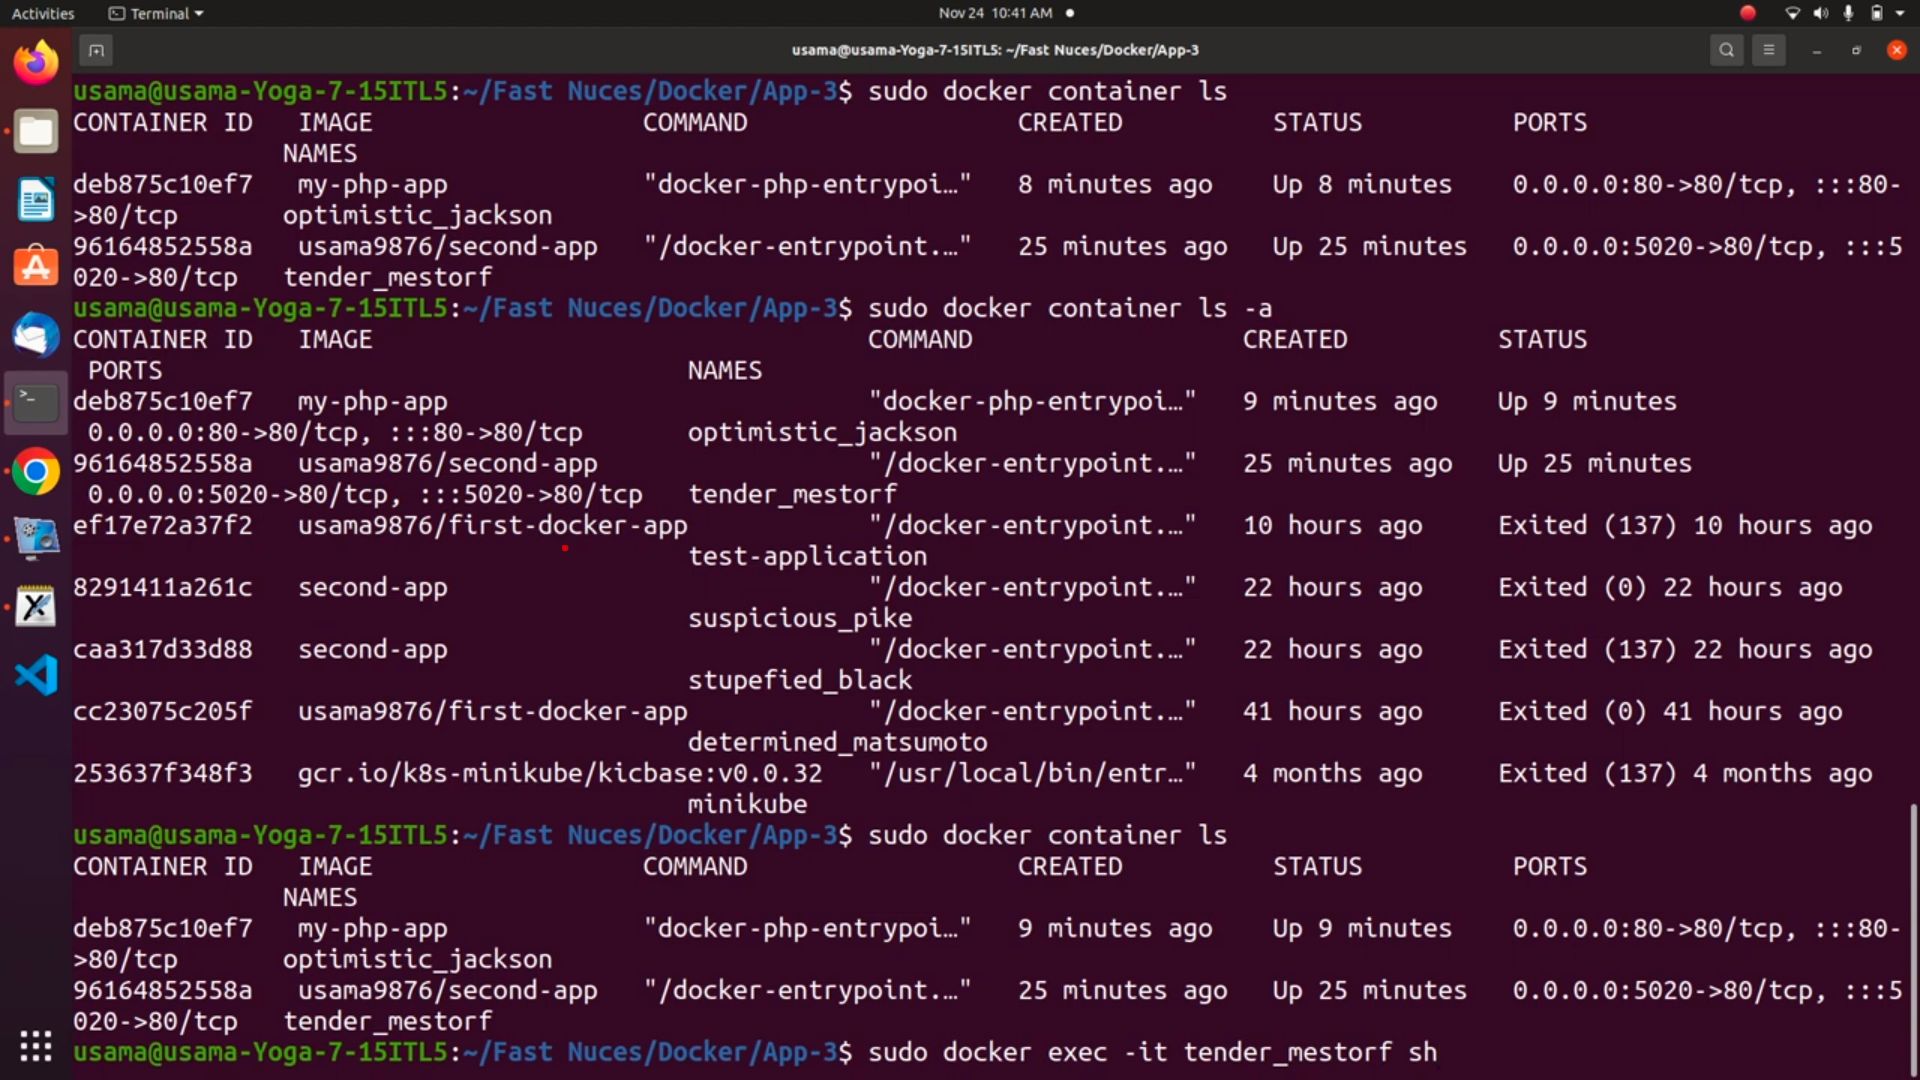 Activities Terminal Nov 24 10:41 AM
usama@usama-Yoga-7-15ITL5: ~/Fast Nuces/Docker/App-3
usama@usama-Yoga-7-15ITL5:~/Fast Nuces/Docker/App-3$ sudo docker container ls
CONTAINER ID IMAGE COMMAND CREATED STATUS PORTS
NAMES
deb875c10ef7 my-php-app "docker-php-entrypoi…" 8 minutes ago Up 8 minutes 0.0.0.0:80->80/tcp, :::80-
>80/tcp optimistic_jackson
96164852558a usama9876/second-app "/docker-entrypoint.…" 25 minutes ago Up 25 minutes 0.0.0.0:5020->80/tcp, :::5
020->80/tcp tender_mestorf
usama@usama-Yoga-7-15ITL5:~/Fast Nuces/Docker/App-3$ sudo docker container ls -a
CONTAINER ID IMAGE COMMAND CREATED STATUS
PORTS NAMES
deb875c10ef7 my-php-app "docker-php-entrypoi…" 9 minutes ago Up 9 minutes
0.0.0.0:80->80/tcp, :::80->80/tcp optimistic_jackson
96164852558a usama9876/second-app "/docker-entrypoint.…" 25 minutes ago Up 25 minutes
0.0.0.0:5020->80/tcp, :::5020->80/tcp tender_mestorf
ef17e72a37f2 usama9876/first-docker-app "/docker-entrypoint.…" 10 hours ago Exited (137) 10 hours ago
test-application
8291411a261c second-app "/docker-entrypoint.…" 22 hours ago Exited (0) 22 hours ago
suspicious_pike
caa317d33d88 second-app "/docker-entrypoint.…" 22 hours ago Exited (137) 22 hours ago
stupefied_black
cc23075c205f usama9876/first-docker-app "/docker-entrypoint.…" 41 hours ago Exited (0) 41 hours ago
determined_matsumoto
253637f348f3 gcr.io/k8s-minikube/kicbase:v0.0.32 "/usr/local/bin/entr…" 4 months ago Exited (137) 4 months ago
minikube
usama@usama-Yoga-7-15ITL5:~/Fast Nuces/Docker/App-3$ sudo docker container ls
CONTAINER ID IMAGE COMMAND CREATED STATUS PORTS
NAMES
deb875c10ef7 my-php-app "docker-php-entrypoi…" 9 minutes ago Up 9 minutes 0.0.0.0:80->80/tcp, :::80-
>80/tcp optimistic_jackson
96164852558a usama9876/second-app "/docker-entrypoint.…" 25 minutes ago Up 25 minutes 0.0.0.0:5020->80/tcp, :::5
020->80/tcp tender_mestorf
usama@usama-Yoga-7-15ITL5:~/Fast Nuces/Docker/App-3$ sudo docker exec -it tender_mestorf sh